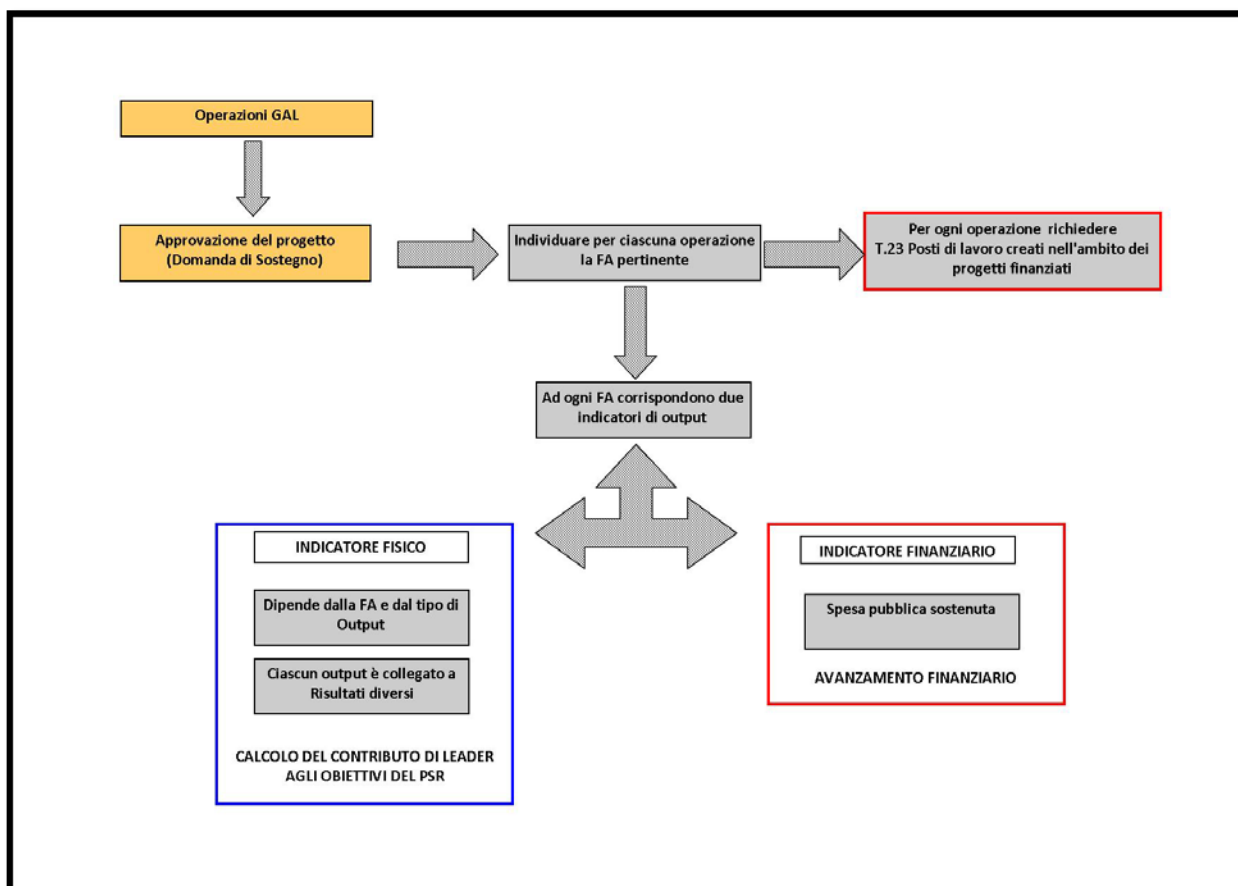 Operazioni GAL
Approvazione del progetto
(Domanda di Sostegno)
Individuare per ciascuna operazione
la FA pertinente
Per ogni operazione richiedere
T.23 Posti di lavoro creati nell'ambito dei
progetti finanziati
Ad ogni FA corrispondono due
indicatori di output
INDICATORE FISICO
Dipende dalla FA e dal tipo di
Output
Ciascun output è collegato a
Risultati diversi
CALCOLO DEL CONTRIBUTO DI LEADER
AGLI OBIETTIVI DEL PSR
INDICATORE FINANZIARIO
Spesa pubblica sostenuta
AVANZAMENTO FINANZIARIO